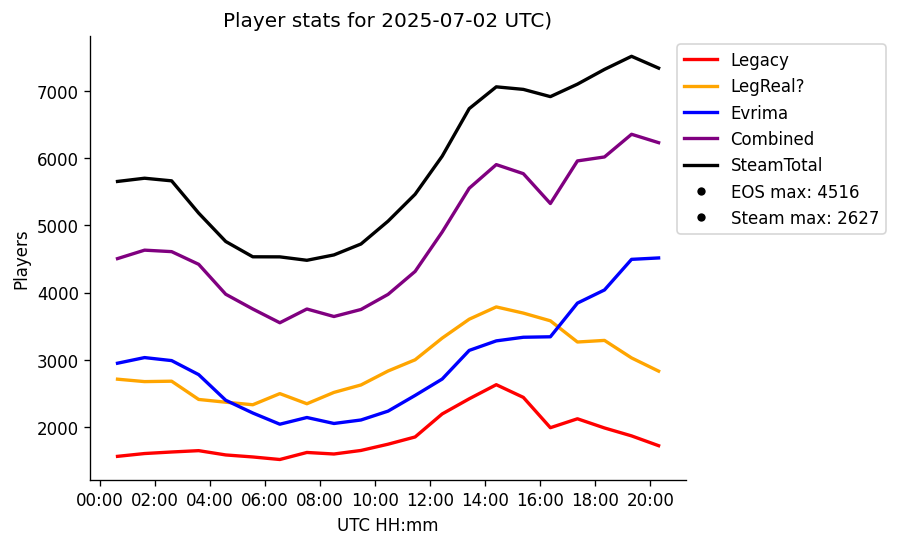 Player stats for 2025-07-02 UTC)
Legacy
LegReal?
Evrima
Combined
SteamTotal
EOS max: 4516
Steam max: 2627
Players
7000
6000
5000
4000
3000
2000
00:00 02:00 04:00 06:00 08:00 10:00 12:00 14:00 16:00 18:00 20:00
UTC HH:mm